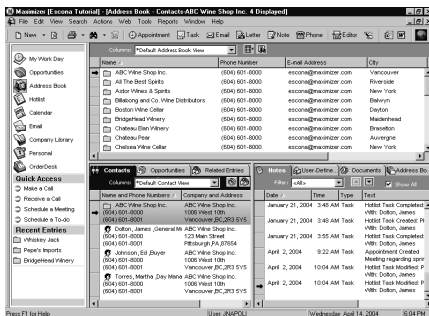 Maximizer [Escona Tutorial] - [Address Book - Contacts-ABC Wine Shop Inc. 4 Displayed]
File Edit View Search Actions Web Tools Reports Window Help
New Appointment Task Email Letter Note Phone Editor
My Work Day
Opportunities
Address Book
Hotlist
Calendar
Email
Company Library
Personal
OrderDesk
Quick Access
Make a Call
Receive a Call
Schedule a Meeting
Schedule a To-do
Recent Entries
Whiskey Jack
Pepe's Imports
BridgeHead Winery
Columns: *Default Address Book View
Name Phone Number E-mail Address City
ABC Wine Shop Inc. (604) 601-8000 escona@maximizer.com Vancouver
All The Best Spirits (604) 601-8000 escona@maximizer.com Riverside
Astor Wines & Spirits (604) 601-8000 escona@maximizer.com New York
Billabong and Co. Wine Distributors (604) 601-8000 escona@maximizer.com Belwyn
Boston Wine Cellar (604) 601-8000 escona@maximizer.com Dayton
BridgeHead Winery (604) 601-8000 escona@maximizer.com Maidenhead
Chateau Elan Winery (604) 601-8000 escona@maximizer.com Braselton
Chateau Pear (604) 601-8000 escona@maximizer.com Auvergne
Chelsea Wine Cellar (604) 601-8000 escona@maximizer.com New York
Contacts Opportunities Related Entries
Columns: *Default Contact View
Name and Phone Numbers Company and Address
ABC Wine Shop Inc. ABC Wine Shop Inc.
(604) 601-8000 1006 West 10th
(604) 601-8001 Vancouver,BC,2R3 5Y5
Dolton, James ,General M ABC Wine Shop Inc.
(604) 601-8000 123 Main Street
(604) 601-8001 Pittsburgh,PA,87654
Johnson, Ed ,Buyer ABC Wine Shop Inc.
(604) 601-8000 1006 West 10th
(604) 601-8001 Vancouver,BC,2R3 5Y5
Torres, Martha ,Day Mana ABC Wine Shop Inc.
(604) 601-8000 1006 West 10th
(604) 601-8001 Vancouver,BC,2R3 5Y5
Notes User-Define.. Documents Address Bo.
Filter: <All> Show All
Date Time Type Text
January 21, 2004 3:48 AM Task Hotlist Task Completed:
With: Dolton, James
January 21, 2004 3:49 AM Task Hotlist Task Created: P
With: Dolton, James
January 21, 2004 3:55 AM Task Hotlist Task Completed:
With: Dolton, James
April 2, 2004 9:22 AM Task Appointment Created
Meeting regarding sprin
April 2, 2004 10:04 AM Task Hotlist Task Modified: P
With: Dolton, James
April 2, 2004 10:04 AM Task Hotlist Task Modified: P
With: Dolton, James
Press F1 for Help User: JNAPOLI Wednesday, April 14, 2004 6:04 PM